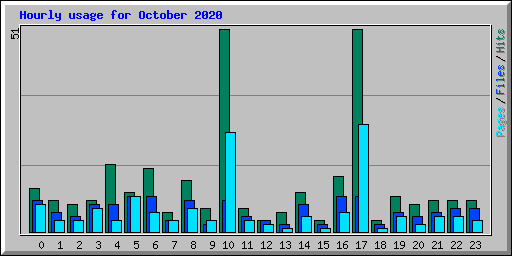 Hourly usage for October 2020
51
Pages/Files/Hits
0 1 2 3 4 5 6 7 8 9 10 11 12 13 14 15 16 17 18 19 20 21 22 23